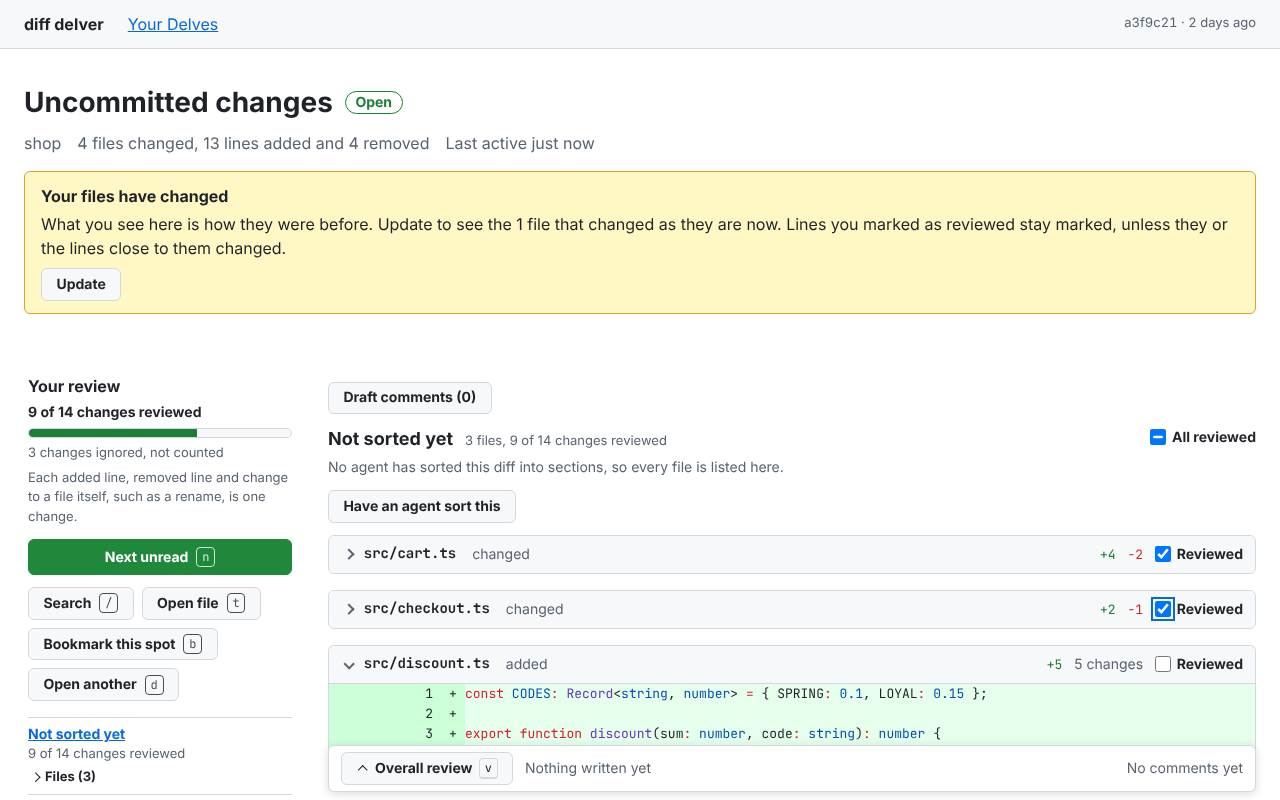 diff delver Your Delves a3f9c21 · 2 days ago
Uncommitted changes Open
shop 4 files changed, 13 lines added and 4 removed Last active just now
Your files have changed
What you see here is how they were before. Update to see the 1 file that changed as they are now. Lines you marked as reviewed stay marked, unless they or
the lines close to them changed.
Update
Your review
9 of 14 changes reviewed
3 changes ignored, not counted
Each added line, removed line and change
to a file itself, such as a rename, is one
change.
Next unread n
Search / Open file t
Bookmark this spot b
Open another d
Not sorted yet
9 of 14 changes reviewed
Files (3)
Draft comments (0)
Not sorted yet 3 files, 9 of 14 changes reviewed All reviewed
No agent has sorted this diff into sections, so every file is listed here.
Have an agent sort this
src/cart.ts changed +4 -2 Reviewed
src/checkout.ts changed +2 -1 Reviewed
src/discount.ts added +5 5 changes Reviewed
1 + const CODES: Record<string, number> = { SPRING: 0.1, LOYAL: 0.15 };
2 +
3 + export function discount(sum: number, code: string): number {
Overall review v Nothing written yet No comments yet